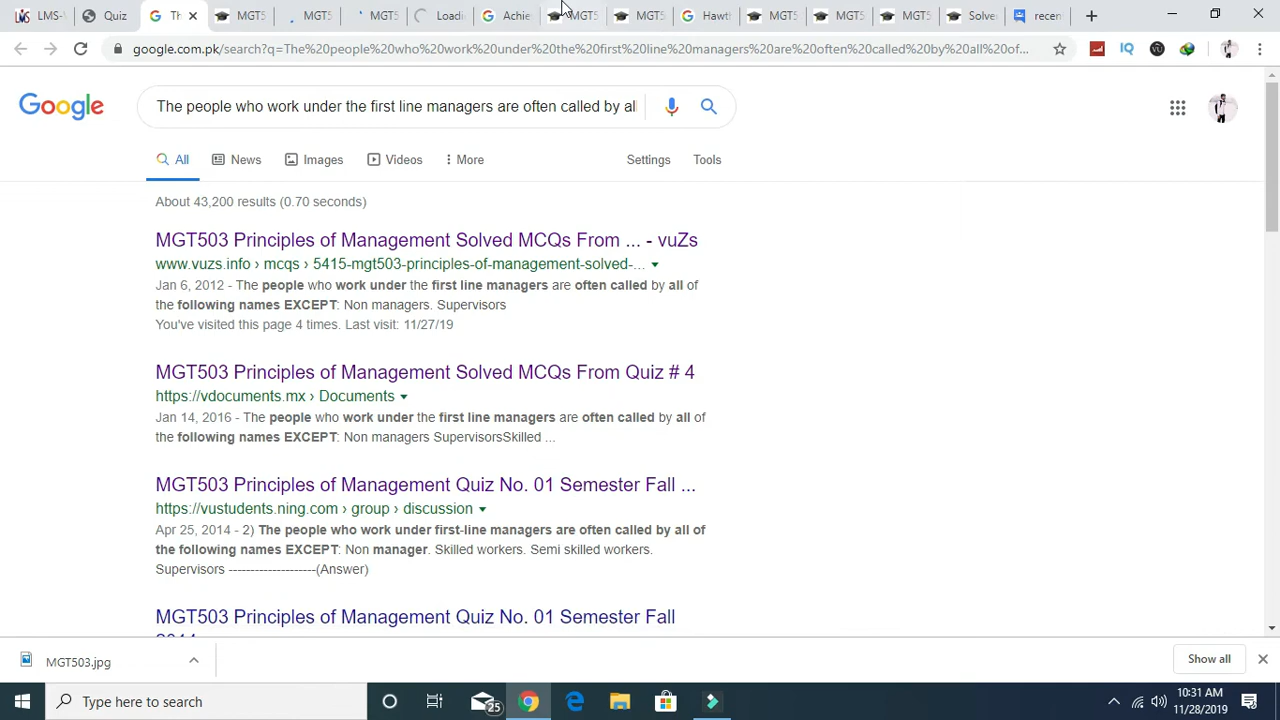 LMS-
Quiz
Th
MGT5
MGT5
MGT5
Loadi
Achie
MGT5
MGT5
Hawth
MGT5
MGT5
MGT5
Solve
recen
google.com.pk/search?q=The%20people%20who%20work%20under%20the%20first%20line%20managers%20are%20often%20called%20by%20all%20of...
Google
The people who work under the first line managers are often called by all
All
News
Images
Videos
More
Settings
Tools
About 43,200 results (0.70 seconds)
MGT503 Principles of Management Solved MCQs From ... - vuZs
www.vuzs.info › mcqs › 5415-mgt503-principles-of-management-solved-...
Jan 6, 2012 - The people who work under the first line managers are often called by all of
the following names EXCEPT: Non managers. Supervisors
You've visited this page 4 times. Last visit: 11/27/19
MGT503 Principles of Management Solved MCQs From Quiz # 4
https://vdocuments.mx › Documents
Jan 14, 2016 - The people who work under the first line managers are often called by all of
the following names EXCEPT: Non managers SupervisorsSkilled ...
MGT503 Principles of Management Quiz No. 01 Semester Fall ...
https://vustudents.ning.com › group › discussion
Apr 25, 2014 - 2) The people who work under first-line managers are often called by all of
the following names EXCEPT: Non manager. Skilled workers. Semi skilled workers.
Supervisors --------------------(Answer)
MGT503 Principles of Management Quiz No. 01 Semester Fall
MGT503.jpg
Show all
Type here to search
25
10:31 AM
11/28/2019